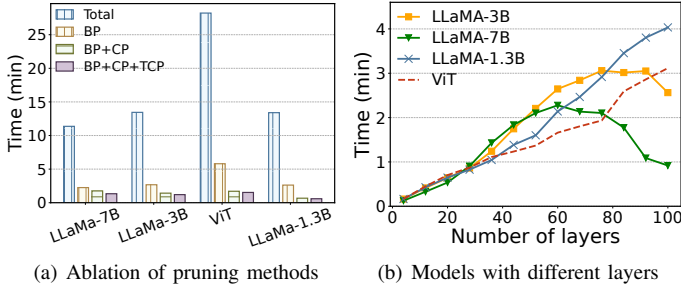 Total
BP
BP+CP
BP+CP+TCP
Time (min)
25
20
15
10
5
0
LLaMa-7B
LLaMa-3B
ViT
LLaMa-1.3B
(a) Ablation of pruning methods
LLaMA-3B
LLaMA-7B
LLaMA-1.3B
ViT
Time (min)
4
3
2
1
0
0
20
40
60
80
100
Number of layers
(b) Models with different layers